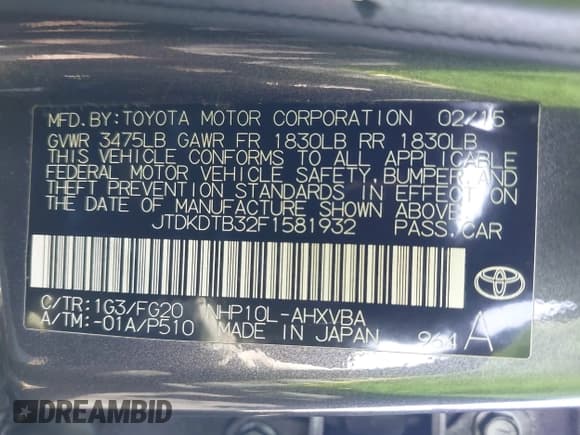 MFD.BY:TOYOTA MOTOR CORPORATION 02/15
GVWR 3475LB GAWR FR 1830LB RR 1830LB
THIS VEHICLE CONFORMS TO ALL APPLICABLE
FEDERAL MOTOR VEHICLE SAFETY, BUMPER, AND
THEFT PREVENTION STANDARDS IN EFFECT ON
THE DATE OF MANUFACTURE SHOWN ABOVE.
JTDKDTB32F1581932 PASS.CAR
C/TR:1G3/FG20 NHP10L-AHXVBA
A/TM:-01A/P510 MADE IN JAPAN 964 A
DREAMBID